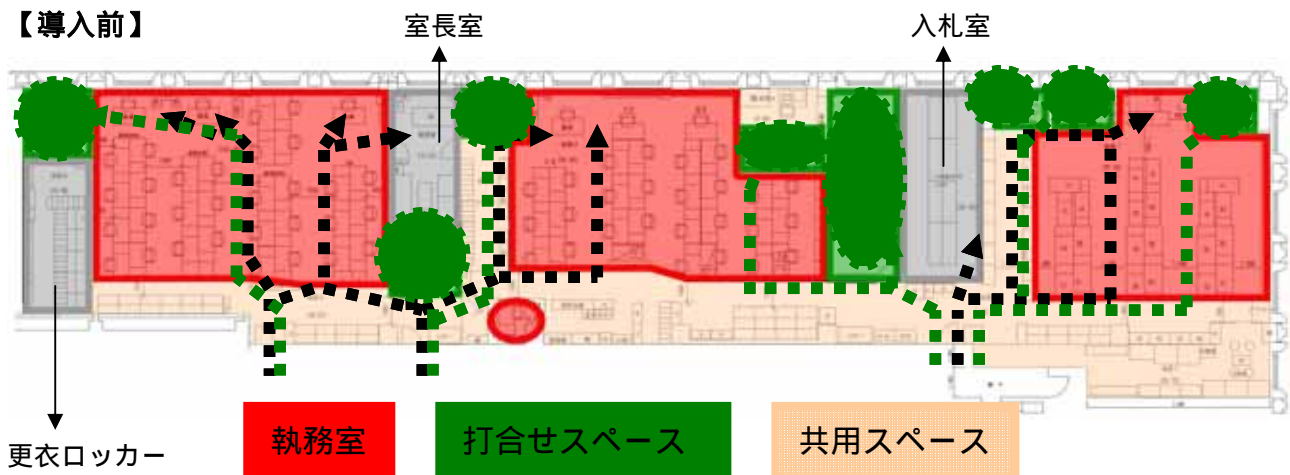 【導入前】
室長室
入札室
更衣ロッカー
執務室
打合せスペース
共用スペース